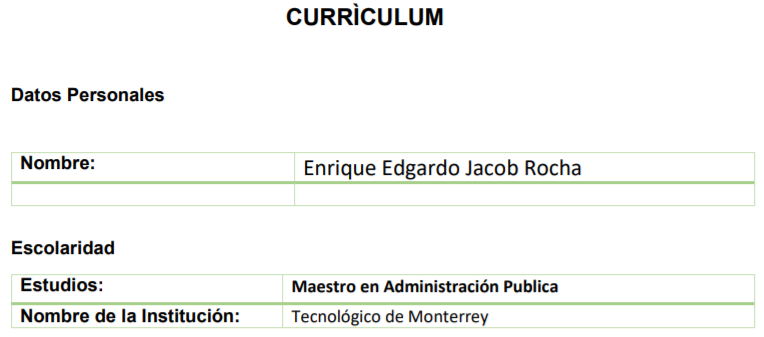 CURRÌCULUM
Datos Personales
Nombre: Enrique Edgardo Jacob Rocha
Escolaridad
Estudios: Maestro en Administración Publica
Nombre de la Institución: Tecnológico de Monterrey